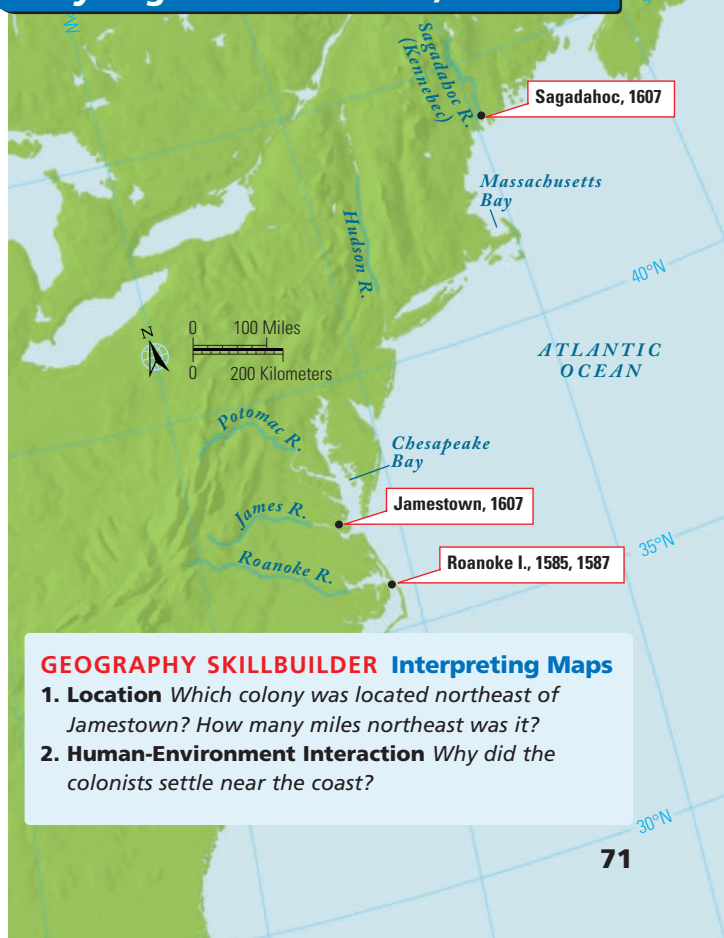 Sagadahoc R.
(Kennebec)
Sagadahoc, 1607
Massachusetts
Bay
Hudson R.
40°N
N
0 100 Miles
0 200 Kilometers
ATLANTIC
OCEAN
Potomac R.
Chesapeake
Bay
James R.
Jamestown, 1607
35°N
Roanoke R.
Roanoke I., 1585, 1587
GEOGRAPHY SKILLBUILDER Interpreting Maps
1. Location Which colony was located northeast of
Jamestown? How many miles northeast was it?
2. Human-Environment Interaction Why did the
colonists settle near the coast?
30°N
71